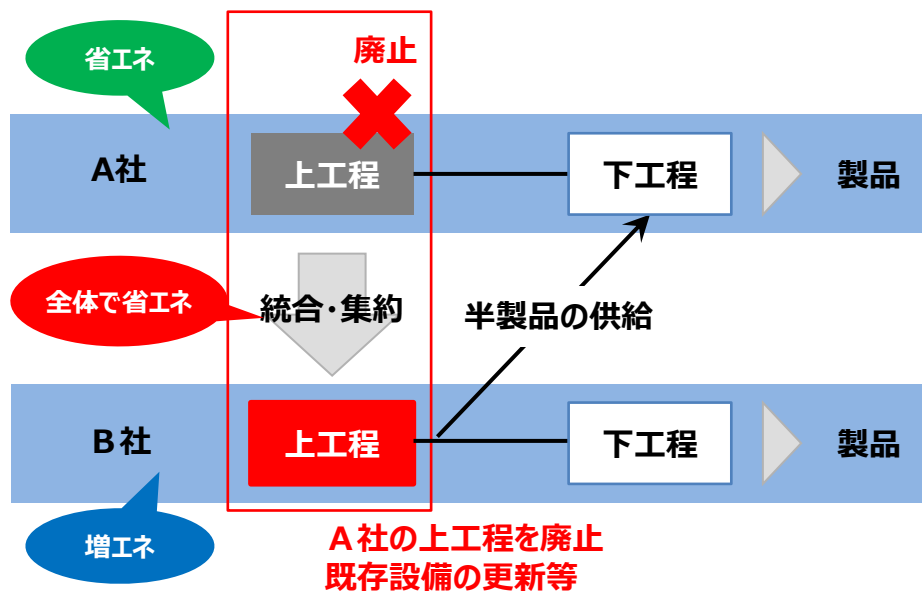 省エネ
廃止
A社
上工程
下工程
製品
全体で省エネ
統合・集約
半製品の供給
B社
上工程
下工程
製品
増エネ
A社の上工程を廃止
既存設備の更新等